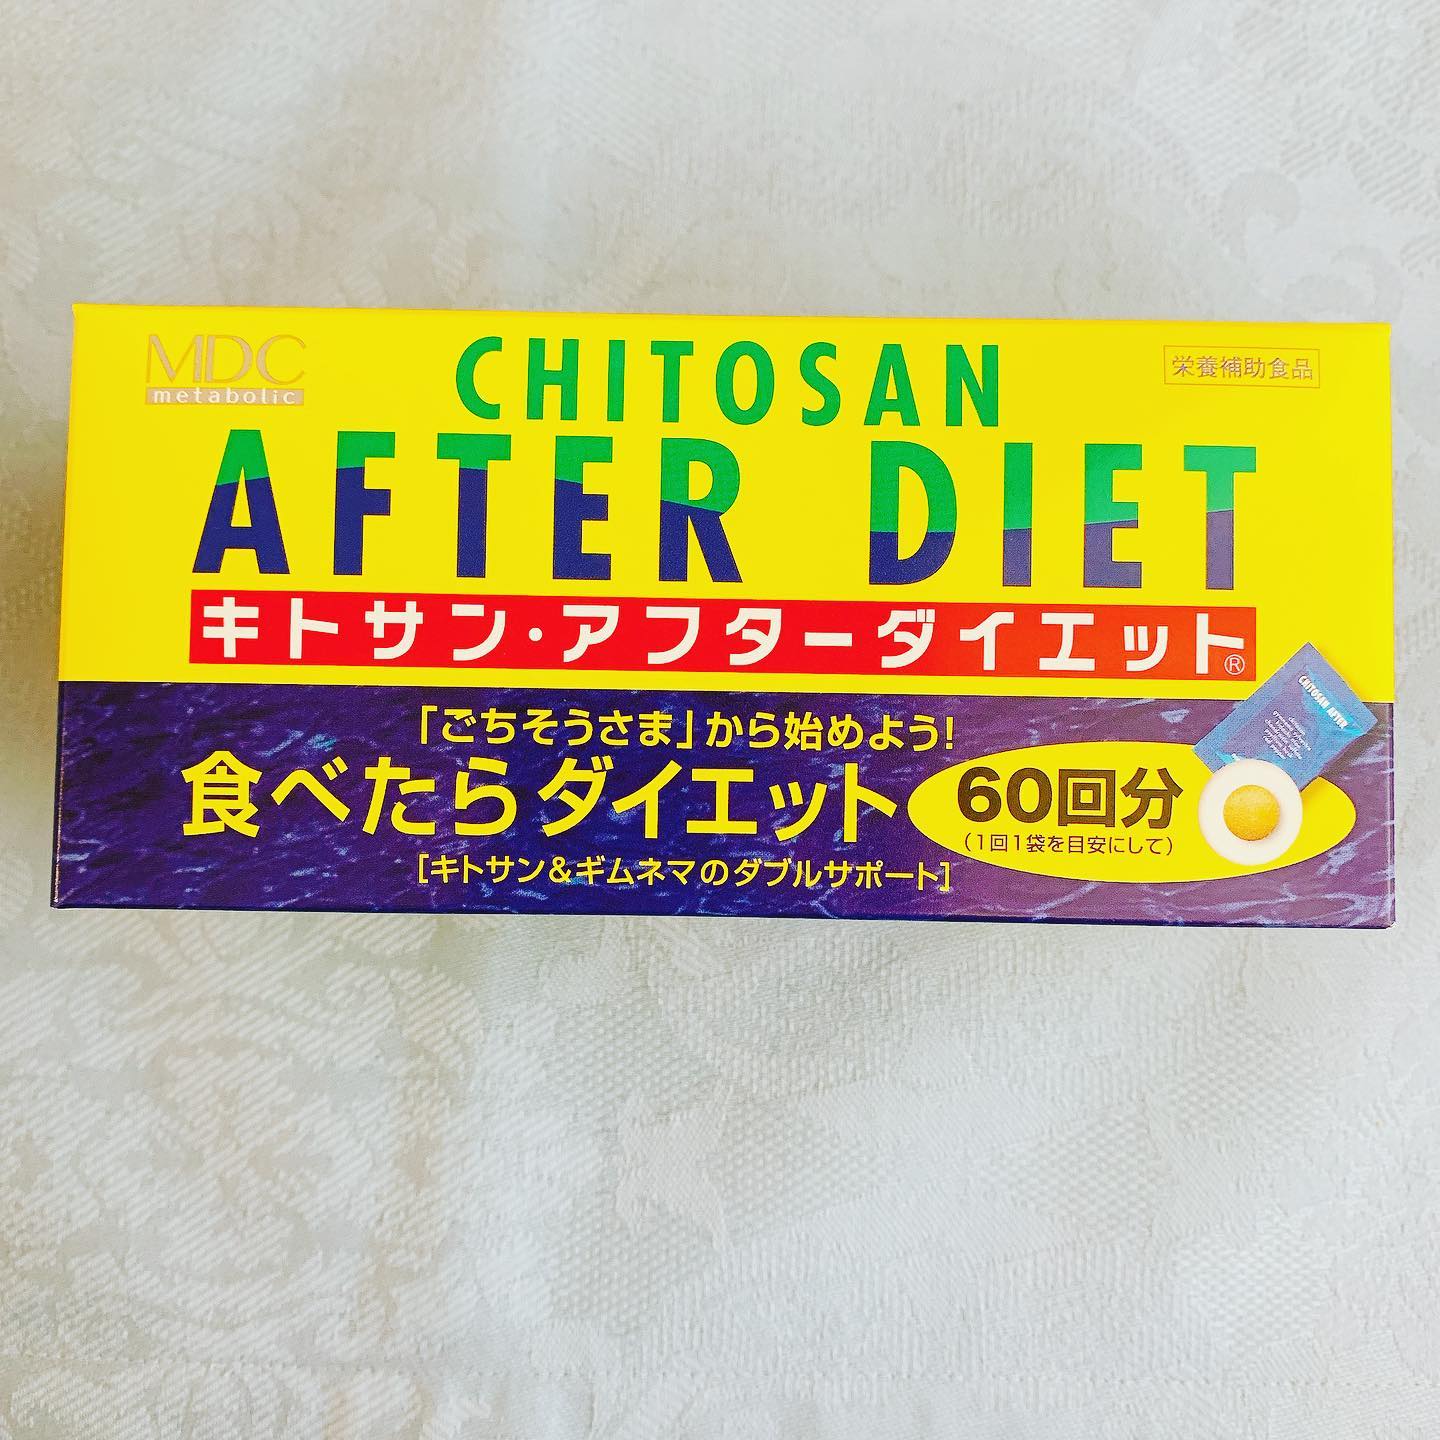 MDC
metabolic
CHITOSAN
栄養補助食品
AFTER DIET
キトサン・アフターダイエット®
「ごちそうさま」から始めよう!
食べたらダイエット
[キトサン&ギムネマのダブルサポート]
60回分
(1回1袋を目安にして)
CHITOSAN AFTER